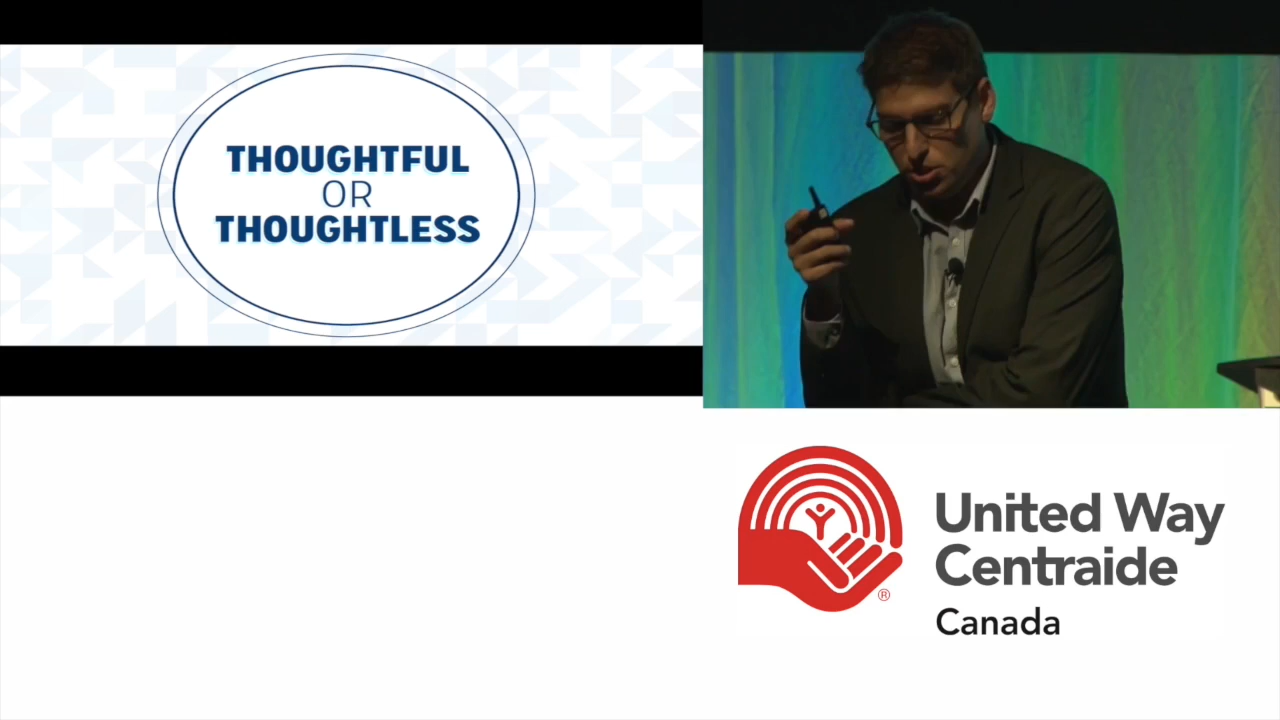 THOUGHTFUL
OR
THOUGHTLESS
United Way
Centraide
®
Canada